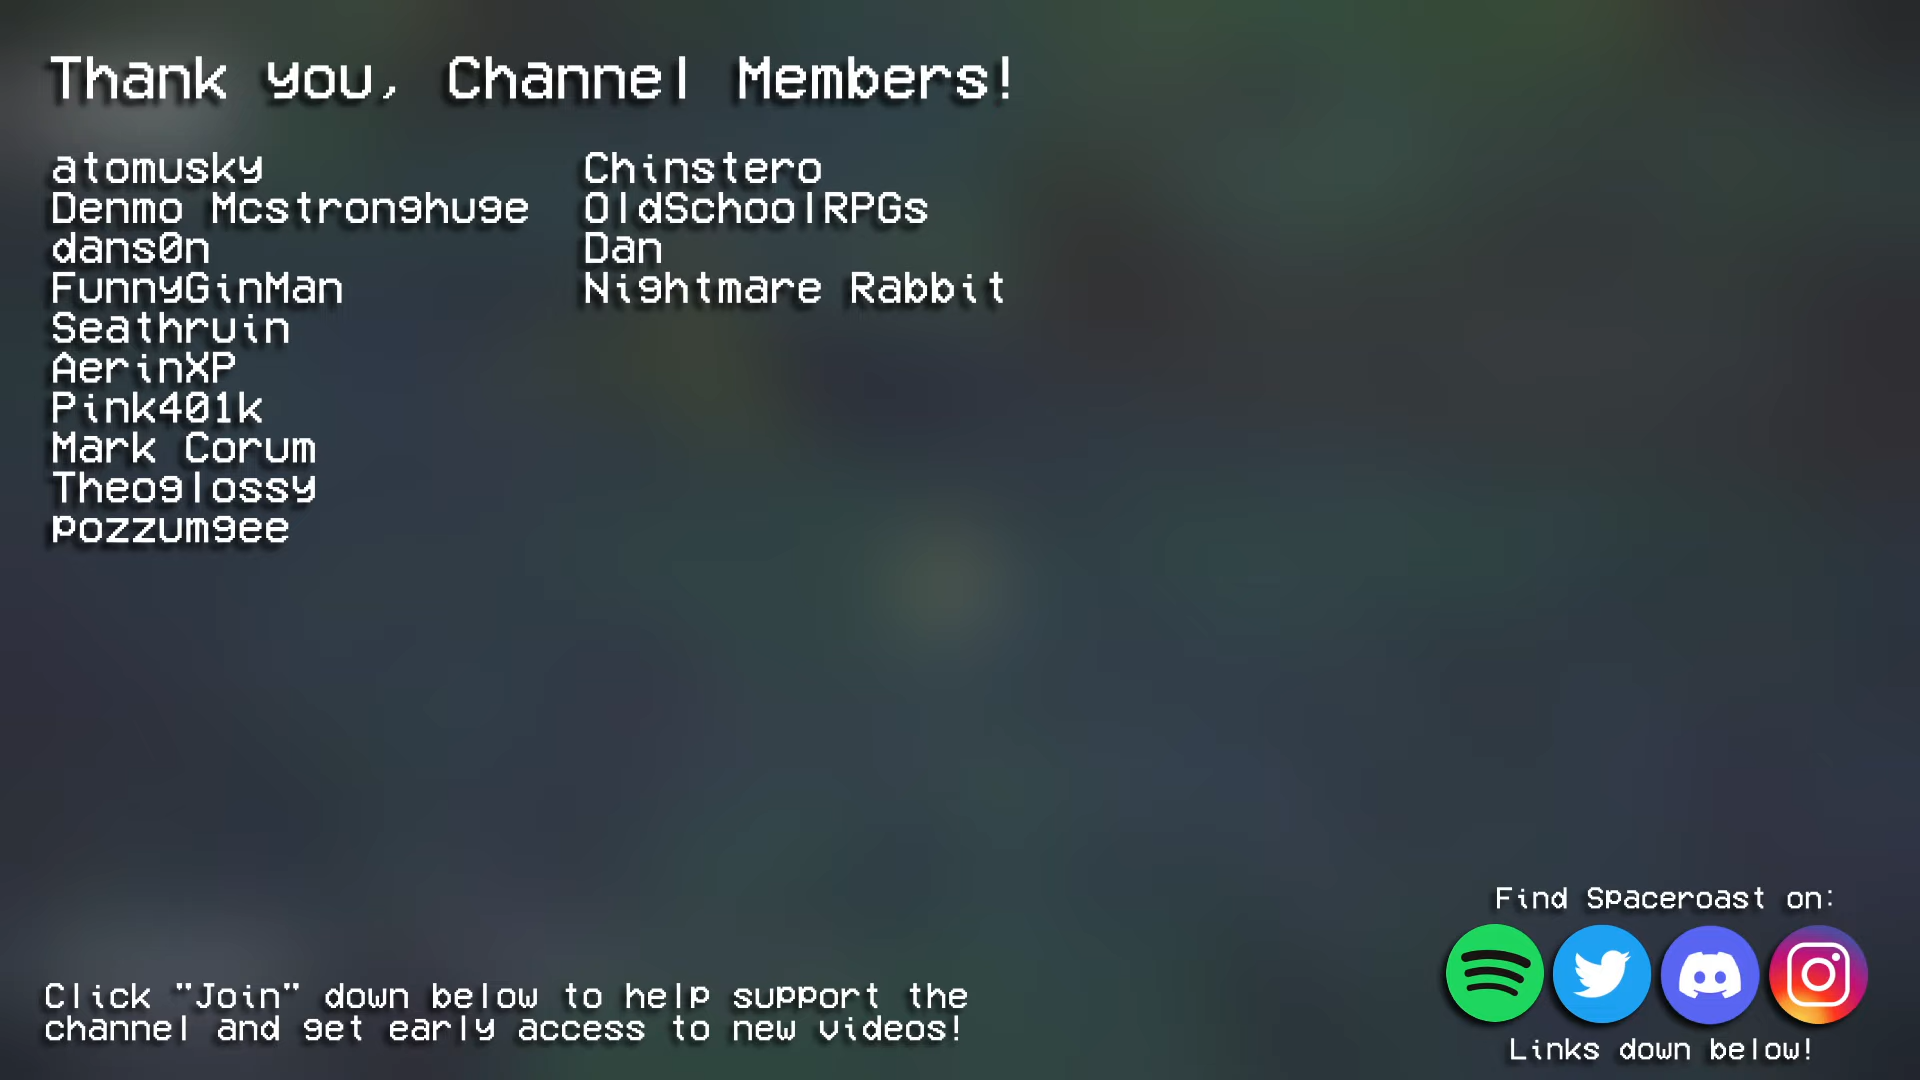 Thank you, Channel Members!
atomusky
Denmo Mcstronghuge
dans0n
FunnyGinMan
Seathruin
AerinXP
Pink401k
Mark Corum
Theoglossy
pozzumgee
Chinstero
OldSchoolRPGs
Dan
Nightmare Rabbit
Click "Join" down below to help support the
channel and get early access to new videos!
Find Spaceroast on:
Links down below!